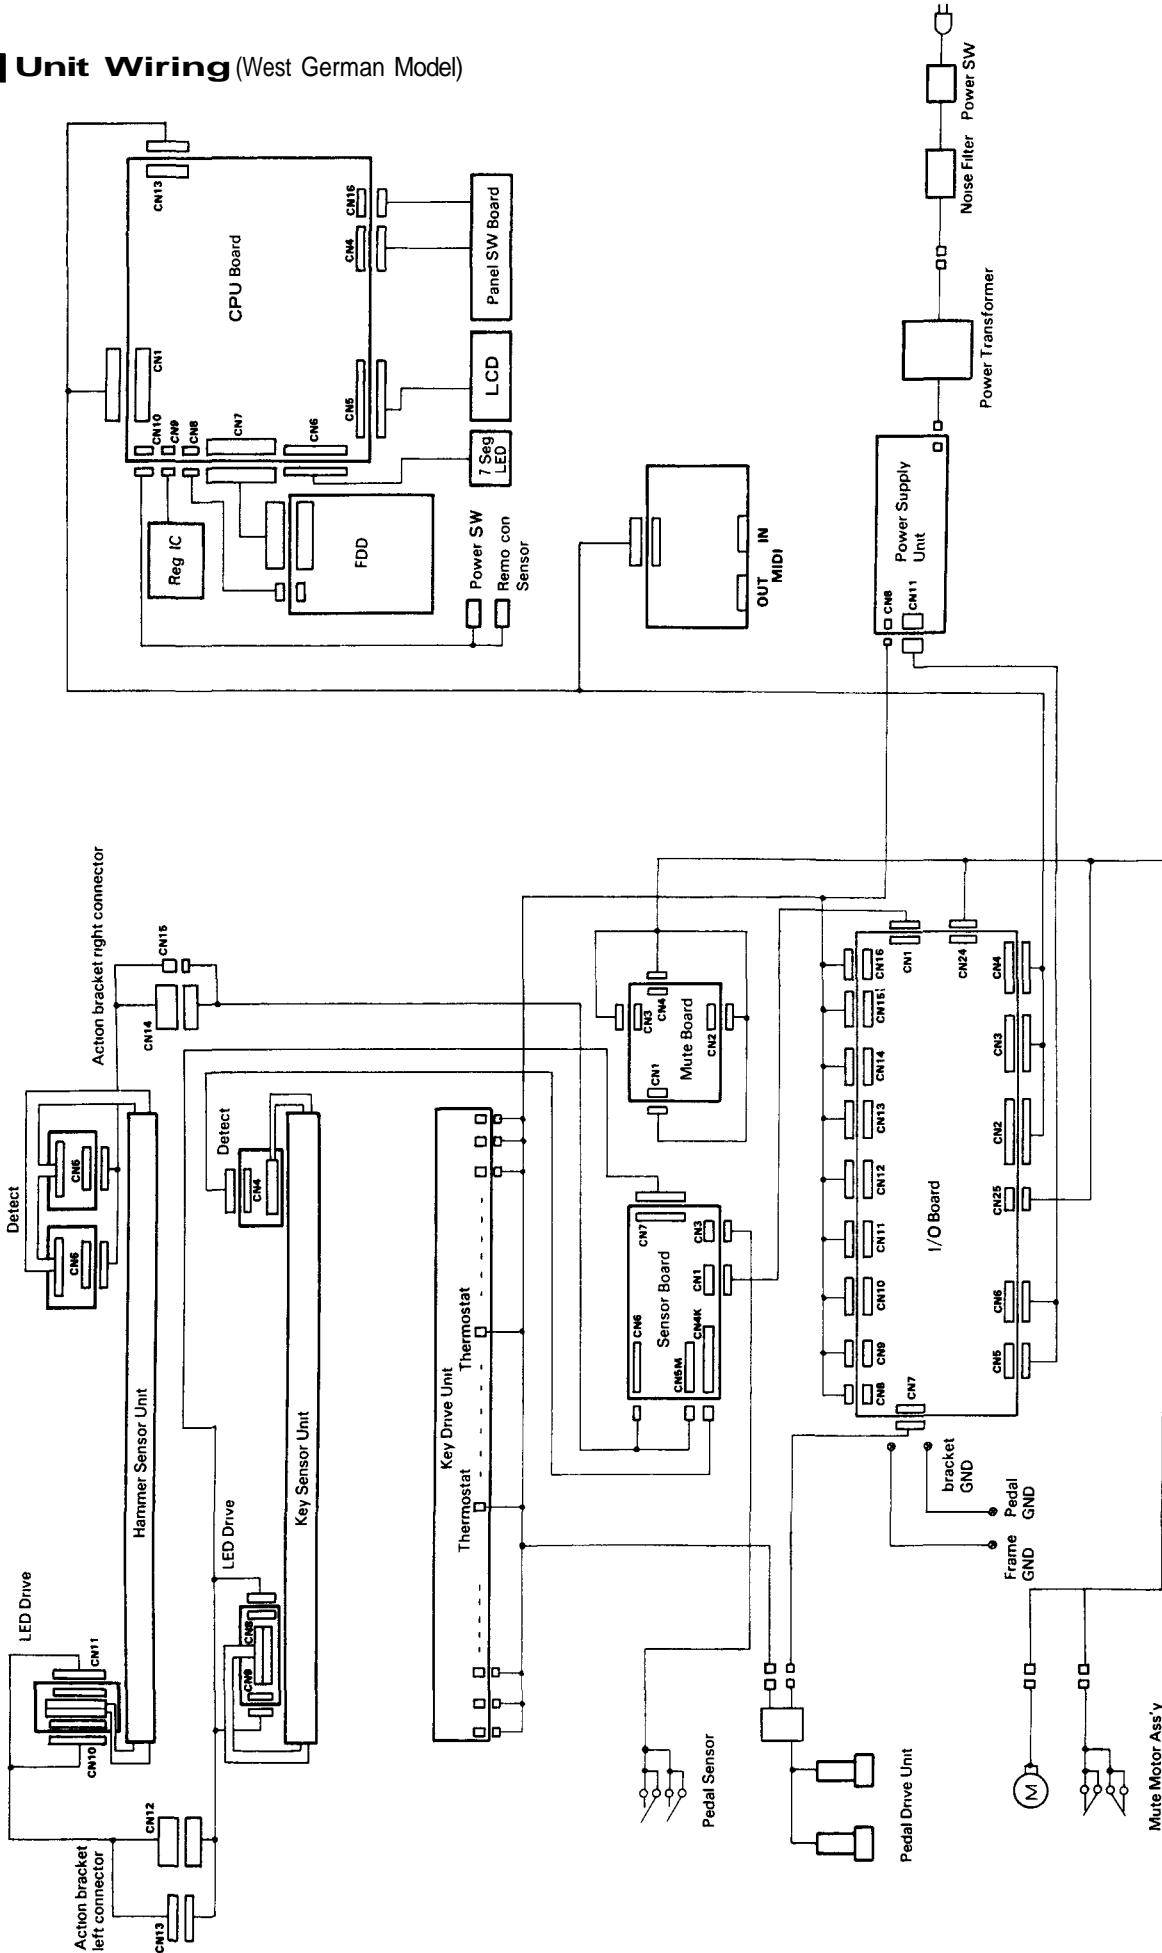 Unit Wiring (West German Model)
Power SW
Noise Filter
Power Transformer
Power Supply
Unit
CN8
CN11
CN13
CPU Board
CN16
CN4
CN1
CN10
CN9
CN8
CN7
CN6
CN5
Panel SW Board
LCD
7 Seg
LED
Reg IC
FDD
Power SW
Remo con
Sensor
OUT IN
MIDI
Action bracket right connector
CN15
CN14
Detect
CN5
CN6
Hammer Sensor Unit
LED Drive
CN11
CN10
CN12
Action bracket
left connector
CN13
Detect
CN4
Key Sensor Unit
LED Drive
CN8
CN9
Key Drive Unit
Thermostat
Thermostat
CN3
CN4
CN1
CN2
Mute Board
CN7
CN3
CN1
CN6
Sensor Board
CN5M
CN4K
CN16
CN15
CN14
CN13
CN12
CN11
CN10
CN9
CN8
CN7
CN1
CN24
CN4
CN3
CN2
CN25
CN6
CN5
I/O Board
bracket
GND
Pedal
GND
Frame
GND
Pedal Sensor
Pedal Drive Unit
M
Mute Motor Ass'y